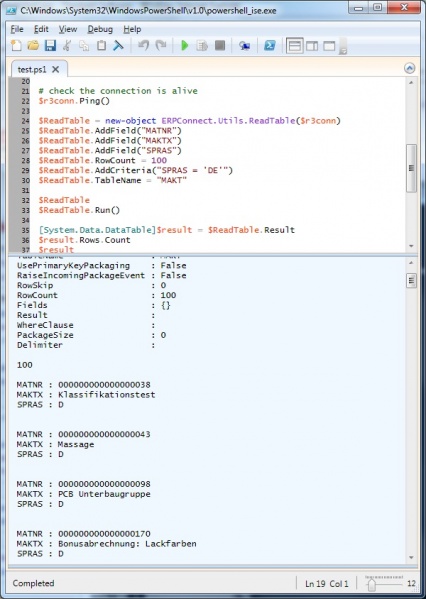 C:\Windows\System32\WindowsPowerShell\v1.0\powershell_ise.exe
File Edit View Debug Help
test.ps1
20
21 # check the connection is alive
22 $r3conn.Ping()
23
24 $ReadTable = new-object ERPConnect.Utils.ReadTable($r3conn)
25 $ReadTable.AddField("MATNR")
26 $ReadTable.AddField("MAKTX")
27 $ReadTable.AddField("SPRAS")
28 $ReadTable.RowCount = 100
29 $ReadTable.AddCriteria("SPRAS = 'DE'")
30 $ReadTable.TableName = "MAKT"
31
32 $ReadTable
33 $ReadTable.Run()
34
35 [System.Data.DataTable]$result = $ReadTable.Result
36 $result.Rows.Count
37 $result
TableName : MAKT
UsePrimaryKeyPackaging : False
RaiseIncomingPackageEvent : False
RowSkip : 0
RowCount : 100
Fields : {}
Result :
WhereClause :
PackageSize : 0
Delimiter :
100
MATNR : 000000000000000038
MAKTX : Klassifikationstest
SPRAS : D
MATNR : 000000000000000043
MAKTX : Massage
SPRAS : D
MATNR : 000000000000000098
MAKTX : PCB Unterbaugruppe
SPRAS : D
MATNR : 000000000000000170
MAKTX : Bonusabrechnung: Lackfarben
SPRAS : D
Completed Ln 19 Col 1 12